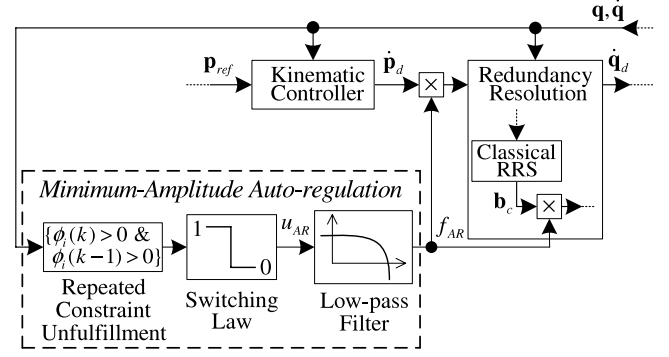 q, q̇
p_ref
Kinematic
Controller
ṗ_d
×
Redundancy
Resolution
q̇_d
Classical
RRS
b_c
×
Mimimum-Amplitude Auto-regulation
{ϕ_i(k)>0 &
ϕ_i(k−1)>0}
1
0
u_AR
f_AR
Repeated
Constraint
Unfulfillment
Switching
Law
Low-pass
Filter